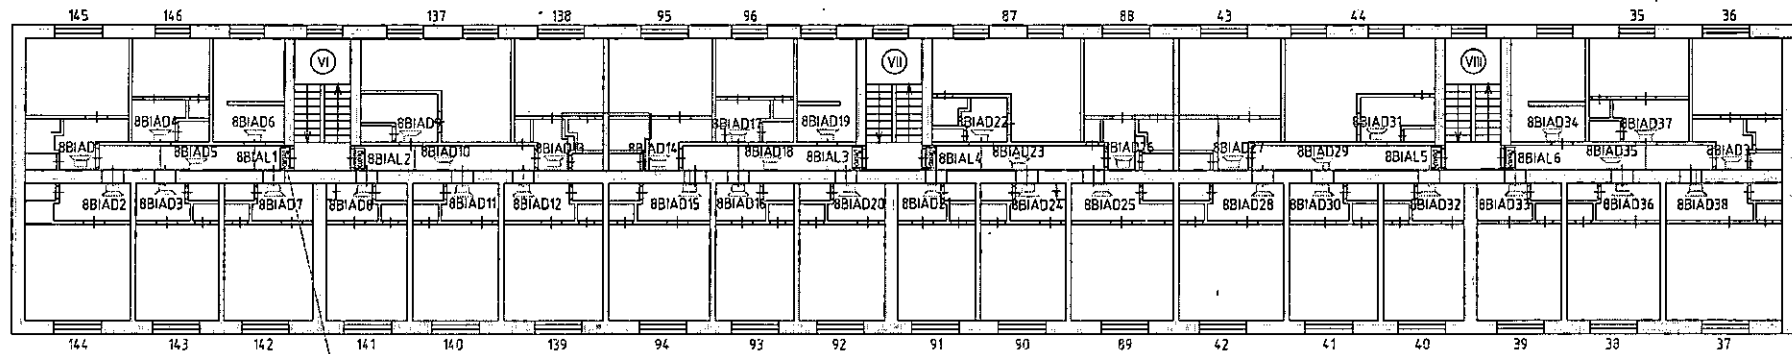 145 146 137 138 95 96 87 88 43 44 35 36
VI VII VIII
8BIAD4 8BIAD6 8BIAD17 8BIAD19 8BIAD22 8BIAD31 8BIAD34 8BIAD37
8BIAD5 8BIAL1 8BIAL2 8BIAD10 8BIAD14 8BIAD18 8BIAL3 8BIAL4 8BIAD23 8BIAD29 8BIAL5 8BIAL6 8BIAD35
8BIAD2 8BIAD3 8BIAD7 8BIAD8 8BIAD11 8BIAD12 8BIAD15 8BIAD16 8BIAD20 8BIAD24 8BIAD25 8BIAD28 8BIAD30 8BIAD32 8BIAD33 8BIAD36 8BIAD38
144 143 142 141 140 139 94 93 92 91 90 89 42 41 40 39 38 37